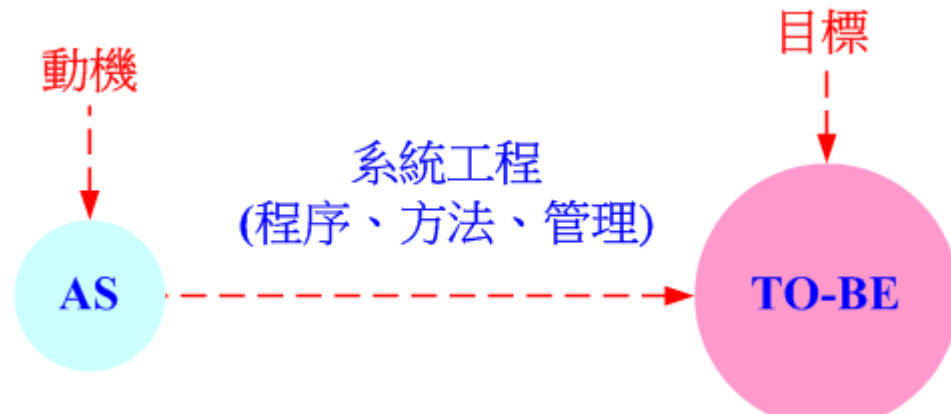 目標
動機
系統工程
(程序、方法、管理)
AS
TO-BE